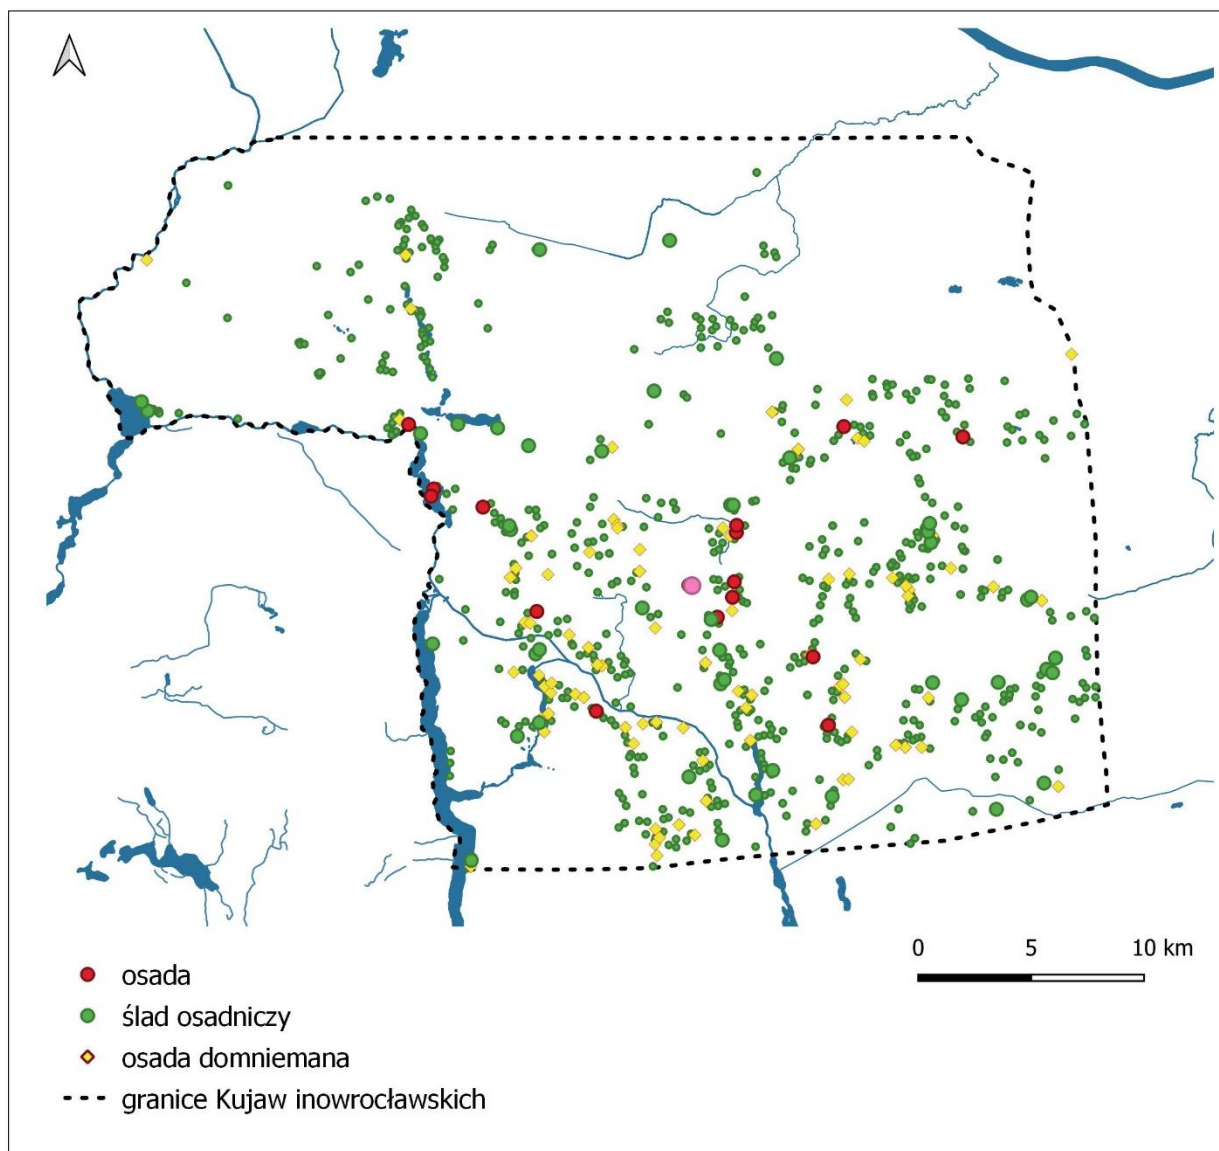 0 5 10 km
osada
ślad osadniczy
osada domniemana
granice Kujaw inowrocławskich